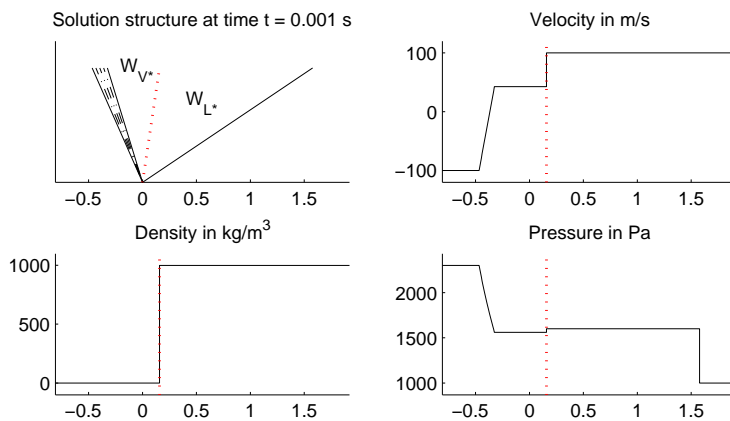 Solution structure at time t = 0.001 s
W_V*
W_L*
−0.5 0 0.5 1 1.5
Velocity in m/s
100
0
−100
−0.5 0 0.5 1 1.5
Density in kg/m^3
1000
500
0
−0.5 0 0.5 1 1.5
Pressure in Pa
2000
1500
1000
−0.5 0 0.5 1 1.5